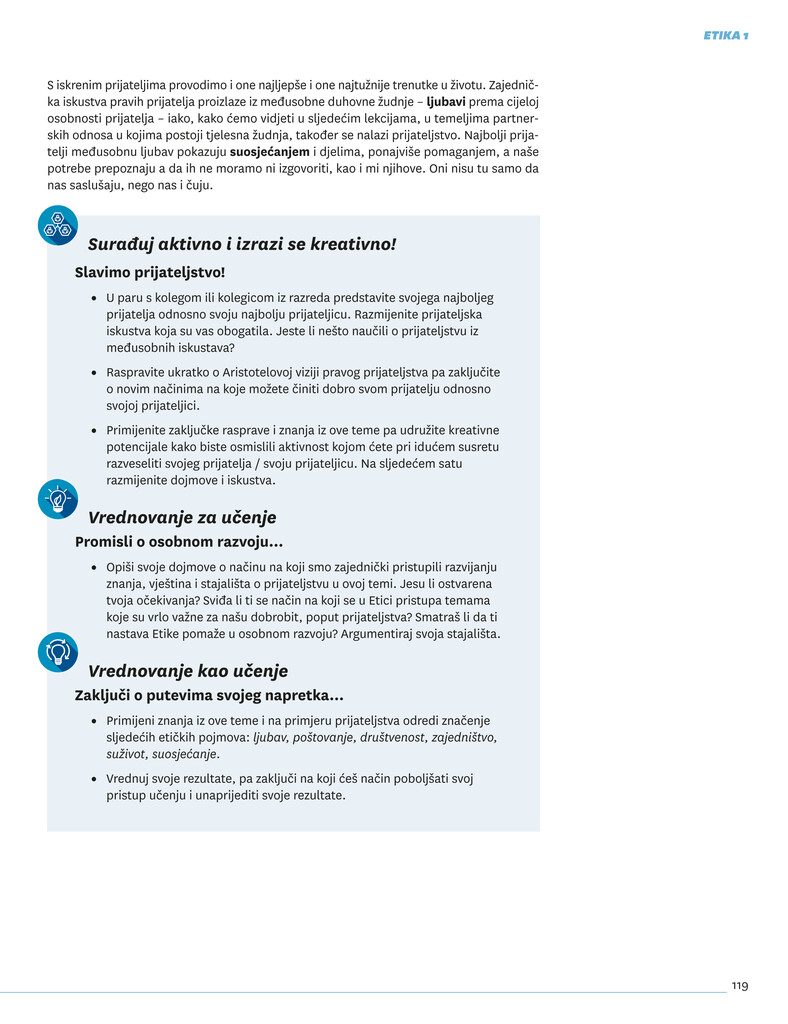 ETIKA 1
S iskrenim prijateljima provodimo i one najljepše i one najtužnije trenutke u životu. Zajednič-
ka iskustva pravih prijatelja proizlaze iz međusobne duhovne žudnje – ljubavi prema cijeloj
osobnosti prijatelja – iako, kako ćemo vidjeti u sljedećim lekcijama, u temeljima partner-
skih odnosa u kojima postoji tjelesna žudnja, također se nalazi prijateljstvo. Najbolji prija-
telji međusobnu ljubav pokazuju suosjećanjem i djelima, ponajviše pomaganjem, a naše
potrebe prepoznaju a da ih ne moramo ni izgovoriti, kao i mi njihove. Oni nisu tu samo da
nas saslušaju, nego nas i čuju.
Surađuj aktivno i izrazi se kreativno!
Slavimo prijateljstvo!
• U paru s kolegom ili kolegicom iz razreda predstavite svojega najboljeg
prijatelja odnosno svoju najbolju prijateljicu. Razmijenite prijateljska
iskustva koja su vas obogatila. Jeste li nešto naučili o prijateljstvu iz
međusobnih iskustava?
• Raspravite ukratko o Aristotelovoj viziji pravog prijateljstva pa zaključite
o novim načinima na koje možete činiti dobro svom prijatelju odnosno
svojoj prijateljici.
• Primijenite zaključke rasprave i znanja iz ove teme pa udružite kreativne
potencijale kako biste osmislili aktivnost kojom ćete pri idućem susretu
razveseliti svojeg prijatelja / svoju prijateljicu. Na sljedećem satu
razmijenite dojmove i iskustva.
Vrednovanje za učenje
Promisli o osobnom razvoju...
• Opiši svoje dojmove o načinu na koji smo zajednički pristupili razvijanju
znanja, vještina i stajališta o prijateljstvu u ovoj temi. Jesu li ostvarena
tvoja očekivanja? Sviđa li ti se način na koji se u Etici pristupa temama
koje su vrlo važne za našu dobrobit, poput prijateljstva? Smatraš li da ti
nastava Etike pomaže u osobnom razvoju? Argumentiraj svoja stajališta.
Vrednovanje kao učenje
Zaključi o putevima svojeg napretka...
• Primijeni znanja iz ove teme i na primjeru prijateljstva odredi značenje
sljedećih etičkih pojmova: ljubav, poštovanje, društvenost, zajedništvo,
suživot, suosjećanje.
• Vrednuj svoje rezultate, pa zaključi na koji ćeš način poboljšati svoj
pristup učenju i unaprijediti svoje rezultate.
119